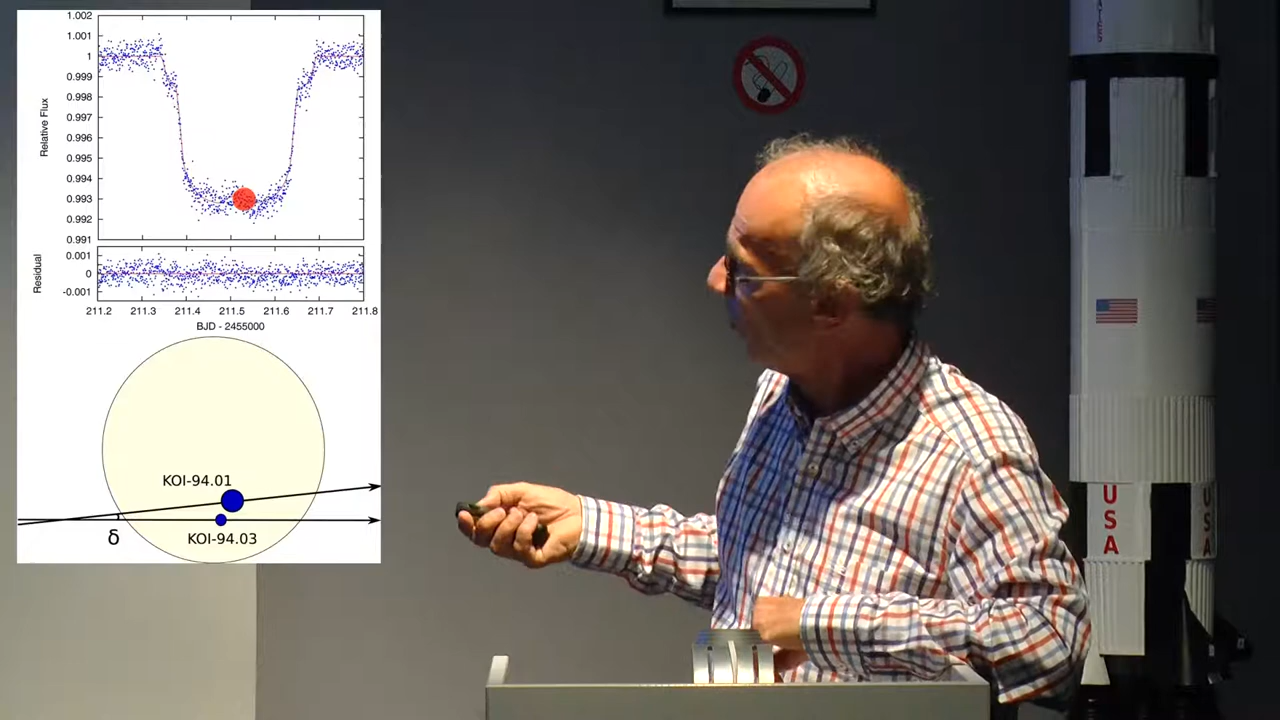 1.002
1.001
1
0.999
0.998
0.997
0.996
0.995
0.994
0.993
0.992
0.991
Relative Flux
0.001
0
-0.001
Residual
211.2 211.3 211.4 211.5 211.6 211.7 211.8
BJD - 2455000
KOI-94.01
δ
KOI-94.03
USA
USA